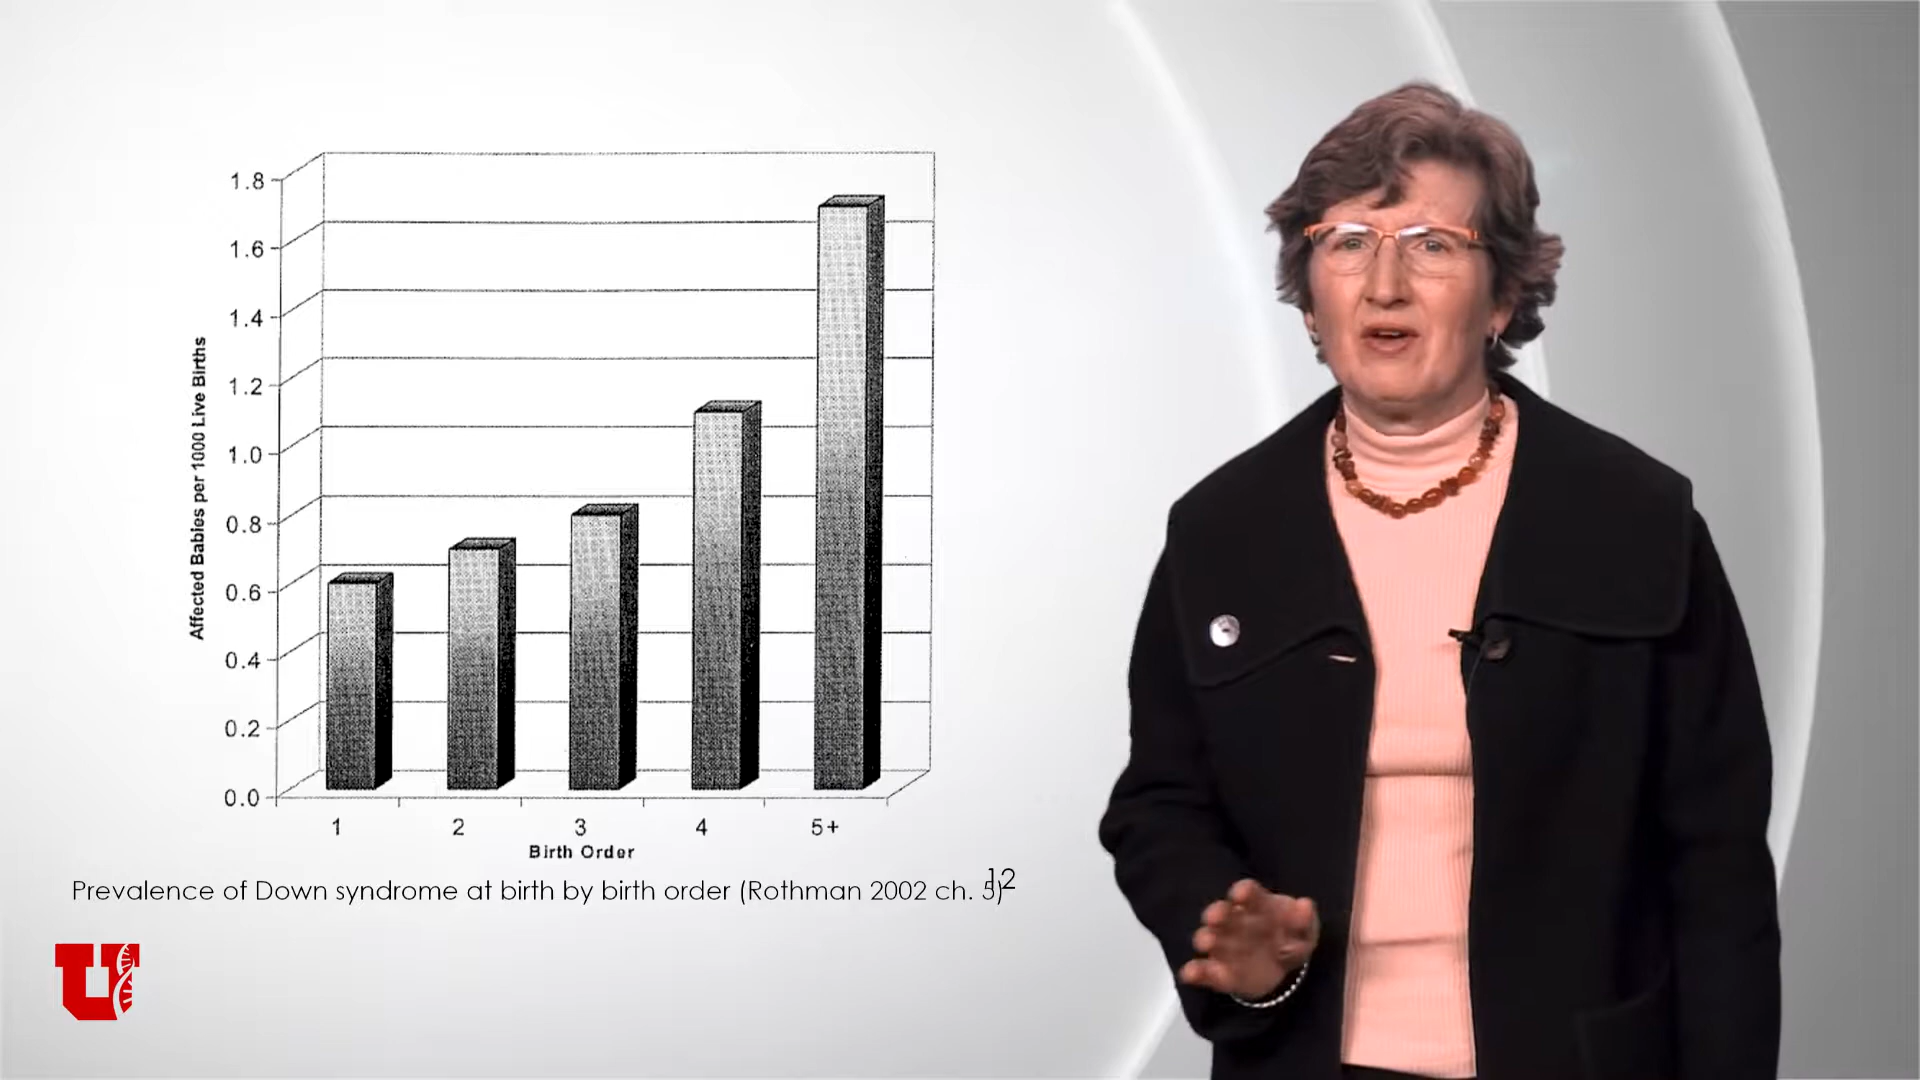 1.8
1.6
1.4
1.2
1.0
0.8
0.6
0.4
0.2
0.0
Affected Babies per 1000 Live Births
1 2 3 4 5+
Birth Order
Prevalence of Down syndrome at birth by birth order (Rothman 2002 ch. 5)
12
U